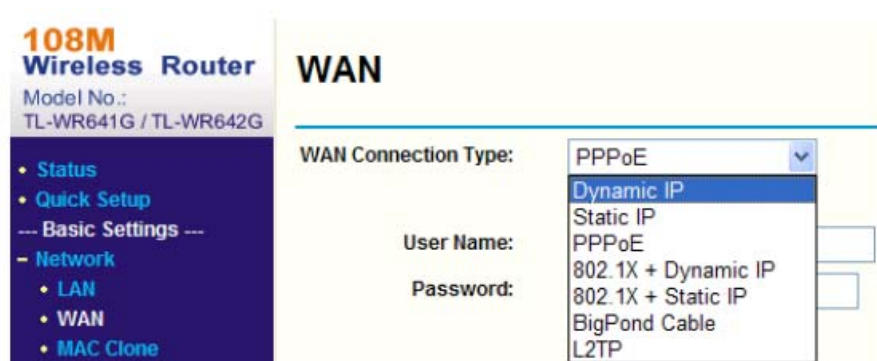 108M
Wireless Router
Model No.:
TL-WR641G / TL-WR642G
• Status
• Quick Setup
--- Basic Settings ---
- Network
• LAN
• WAN
• MAC Clone
WAN
WAN Connection Type:
PPPoE
Dynamic IP
Static IP
PPPoE
802.1X + Dynamic IP
802.1X + Static IP
BigPond Cable
L2TP
User Name:
Password: